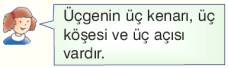 Üçgenin üç kenarı, üç
köşesi ve üç açısı
vardır.